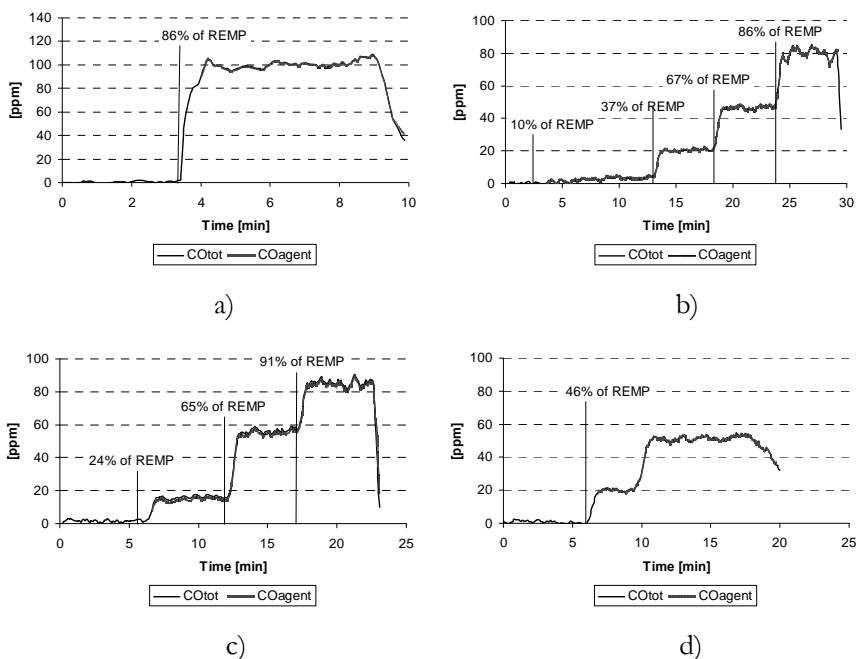 140
120
100
80
60
40
20
0
[ppm]
86% of REMP
0 2 4 6 8 10
Time [min]
COtot COagent
a)
100
80
60
40
20
0
[ppm]
10% of REMP
37% of REMP
67% of REMP
86% of REMP
0 5 10 15 20 25 30
Time [min]
COtot COagent
b)
100
80
60
40
20
0
[ppm]
24% of REMP
65% of REMP
91% of REMP
0 5 10 15 20 25
Time [min]
COtot COagent
c)
100
80
60
40
20
0
[ppm]
46% of REMP
0 5 10 15 20 25
Time [min]
COtot COagent
d)